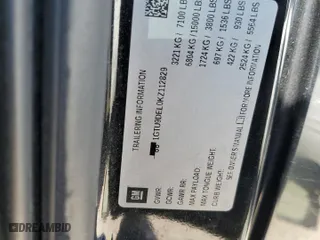 GM
TRAILERING INFORMATION
1GTU9DEL0KZ112829
GVWR: 3221 KG / 7100 LBS
GCWR: 6804 KG / 15000 LBS
GAWR RR: 1724 KG / 3800 LBS
MAX PAYLOAD: 697 KG / 1536 LBS
MAX TONGUE WEIGHT: 422 KG / 930 LBS
CURB WEIGHT: 2524 KG / 5564 LBS
SEE OWNER'S MANUAL FOR MORE INFORMATION
© DREAMBID